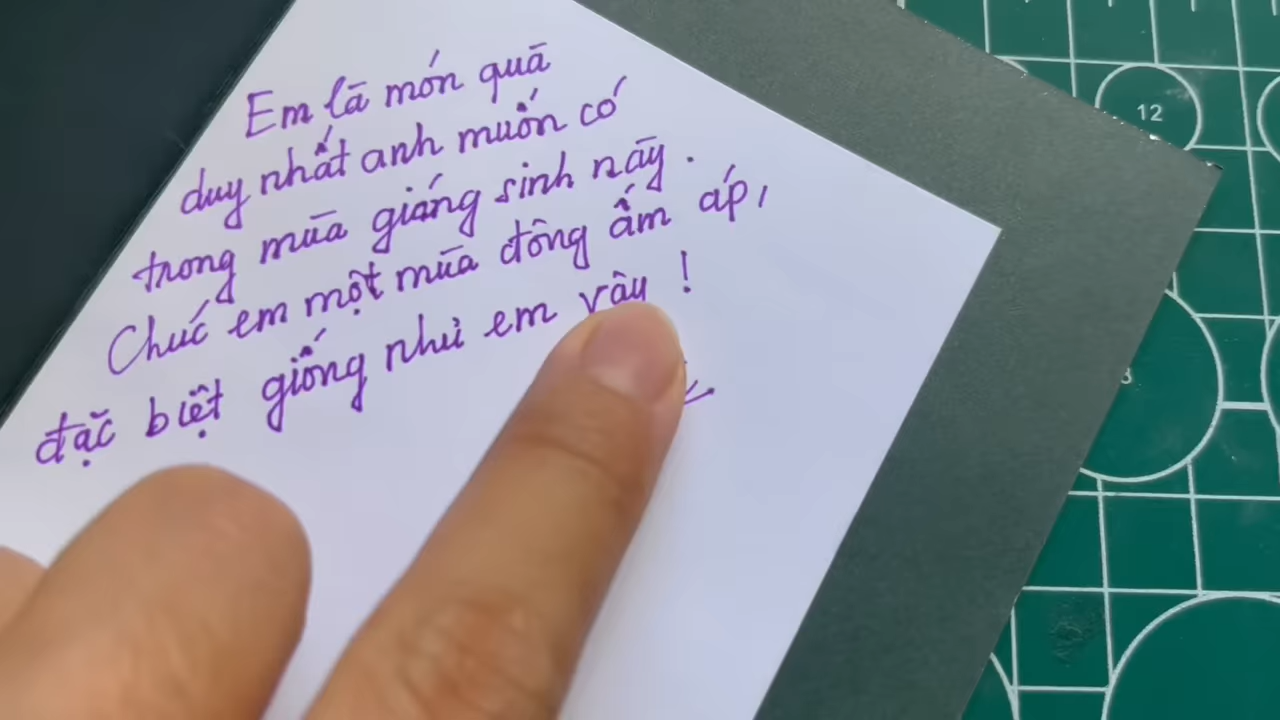 Em là món quà
duy nhất anh muốn có
trong mùa giáng sinh này.
Chúc em một mùa đông ấm áp,
đặc biệt giống như em vậy!
12